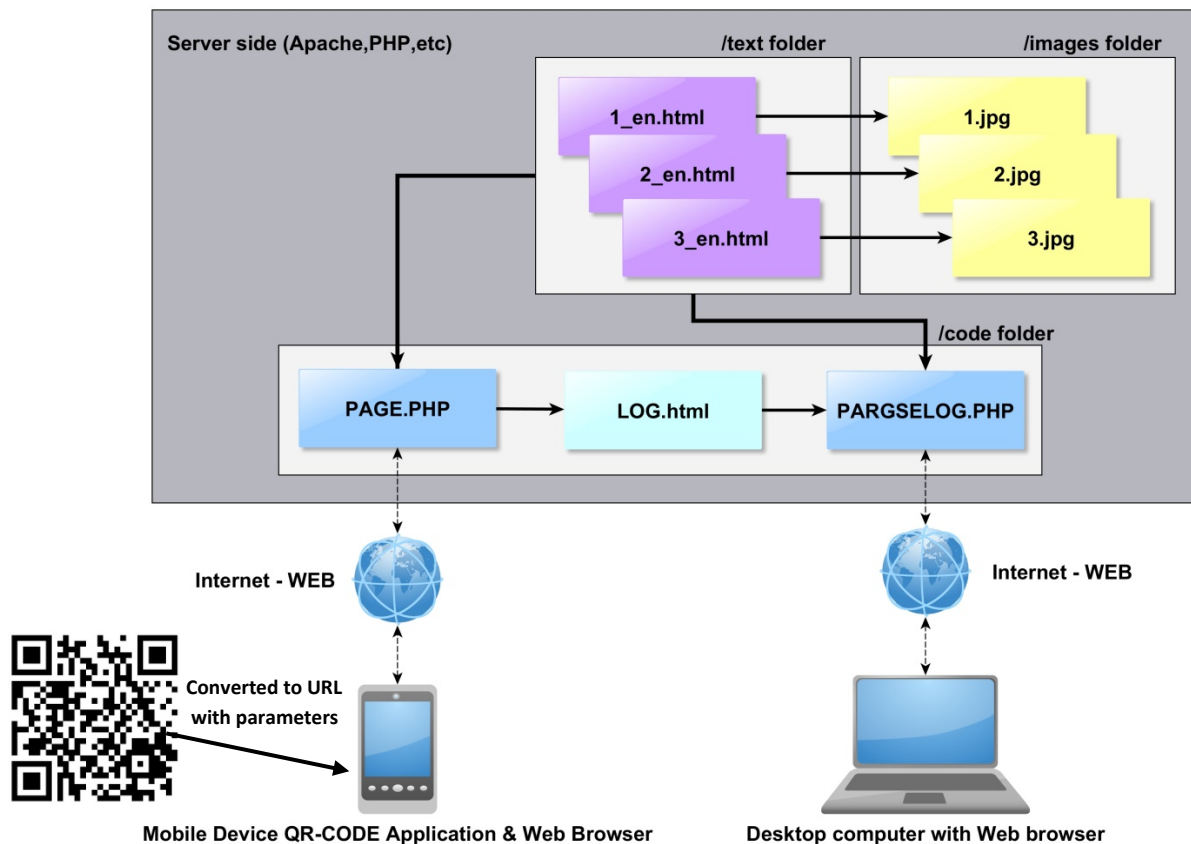 Server side (Apache,PHP,etc)
/text folder
/images folder
1_en.html
1.jpg
2_en.html
2.jpg
3_en.html
3.jpg
/code folder
PAGE.PHP
LOG.html
PARGSELOG.PHP
Internet - WEB
Internet - WEB
Converted to URL
with parameters
Mobile Device QR-CODE Application & Web Browser
Desktop computer with Web browser